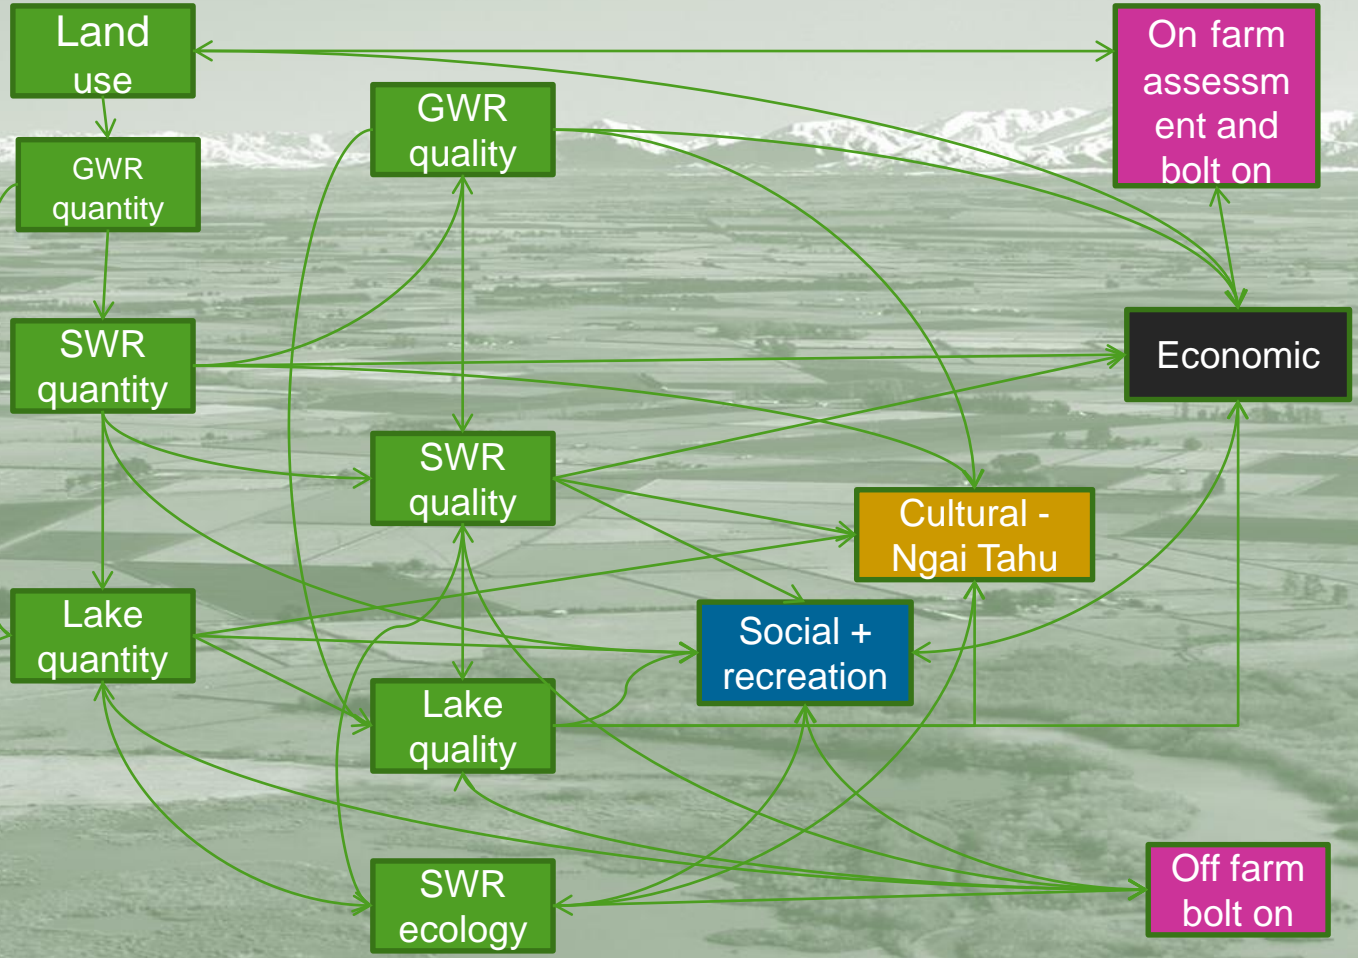 Land
use
GWR
quantity
SWR
quantity
Lake
quantity
GWR
quality
SWR
quality
Lake
quality
SWR
ecology
Social +
recreation
Cultural -
Ngai Tahu
On farm
assessm
ent and
bolt on
Economic
Off farm
bolt on